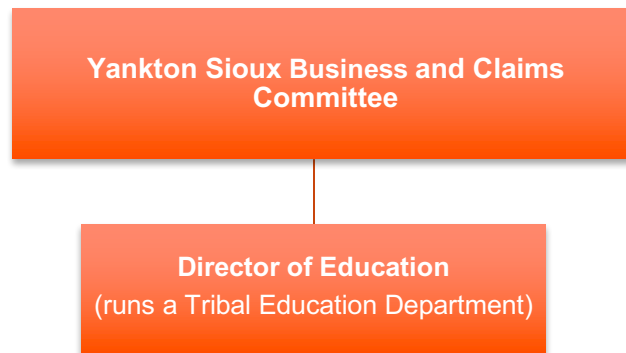 Yankton Sioux Business and Claims
Committee
Director of Education
(runs a Tribal Education Department)